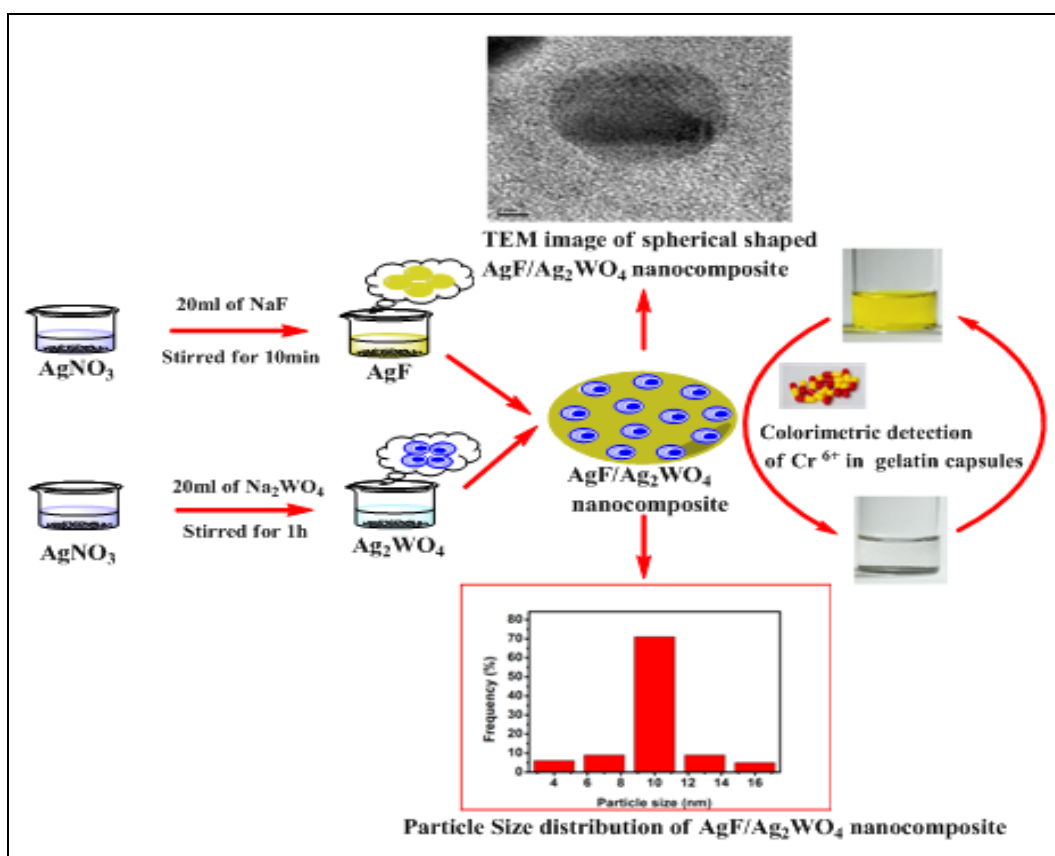 TEM image of spherical shaped
AgF/Ag₂WO₄ nanocomposite
20ml of NaF
Stirred for 10min
AgNO₃
AgF
20ml of Na₂WO₄
Stirred for 1h
AgNO₃
Ag₂WO₄
AgF/Ag₂WO₄
nanocomposite
Colorimetric detection
of Cr ⁶⁺ in gelatin capsules
Frequency (%)
80
70
60
50
40
30
20
10
0
4 6 8 10 12 14 16
Particle size (nm)
Particle Size distribution of AgF/Ag₂WO₄ nanocomposite